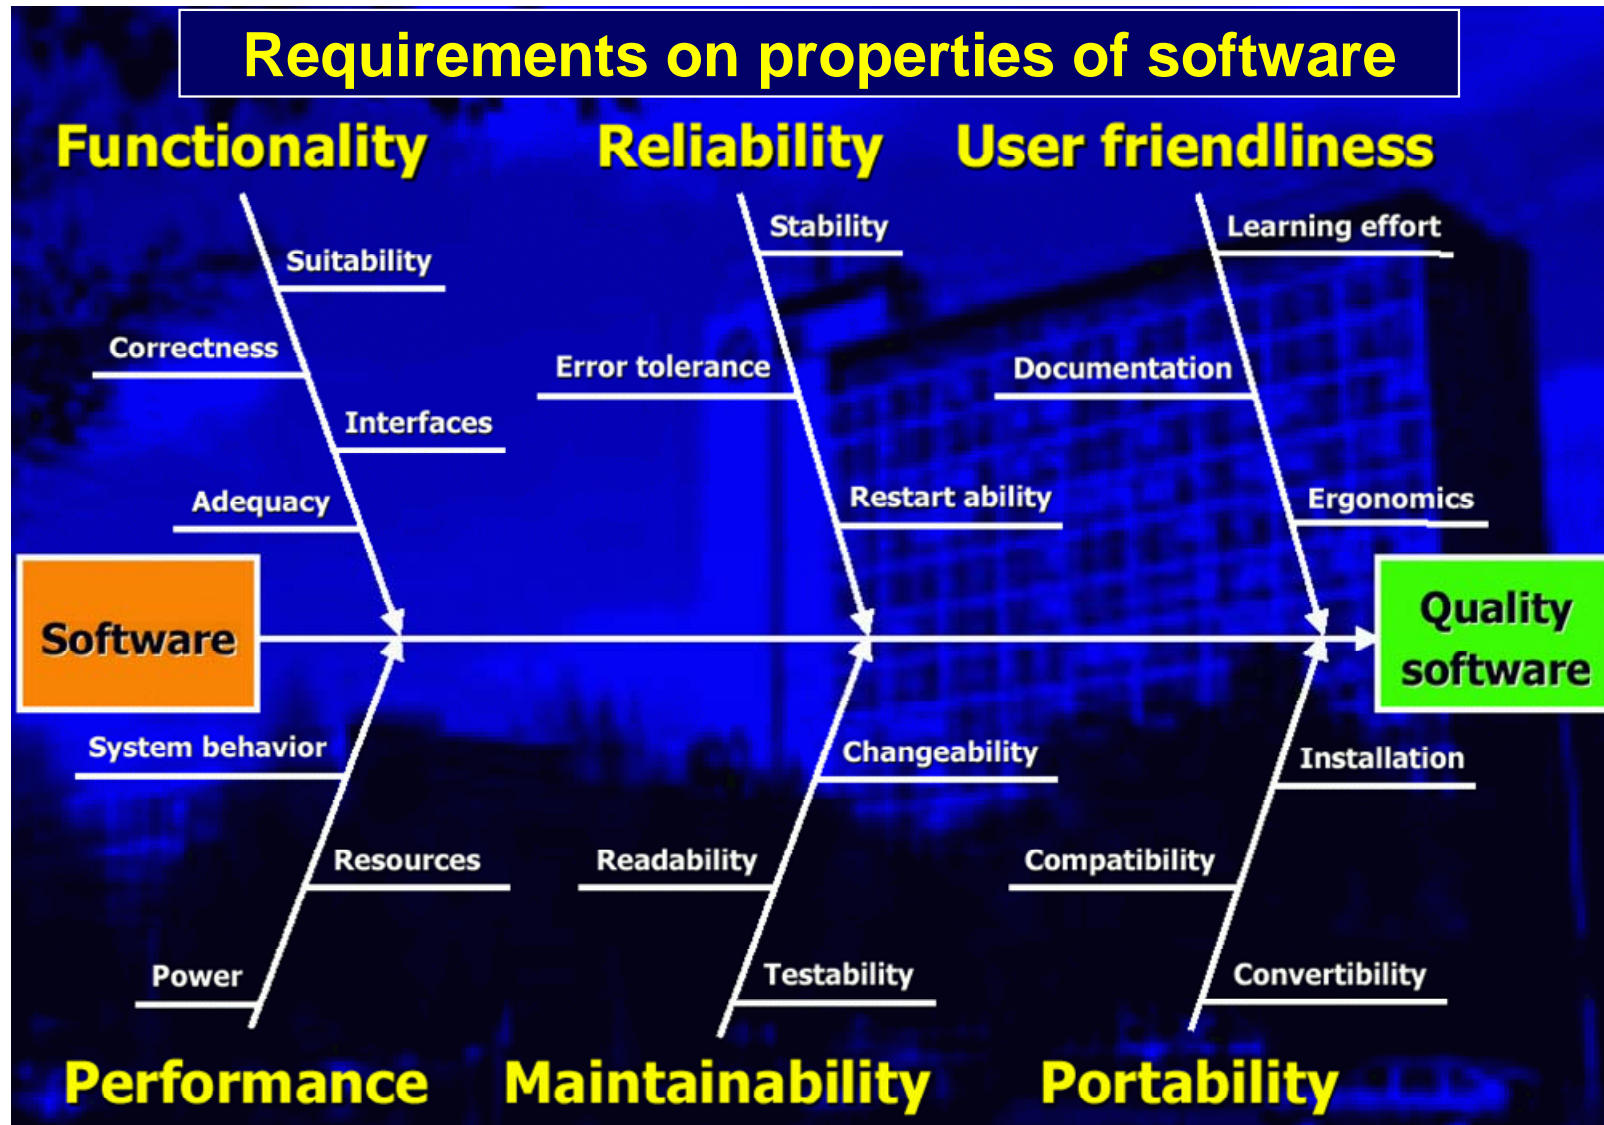 Requirements on properties of software
Functionality
Reliability
User friendliness
Suitability
Correctness
Interfaces
Adequacy
Stability
Error tolerance
Restart ability
Learning effort
Documentation
Ergonomics
Software
Quality
software
System behavior
Resources
Power
Changeability
Readability
Testability
Installation
Compatibility
Convertibility
Performance
Maintainability
Portability